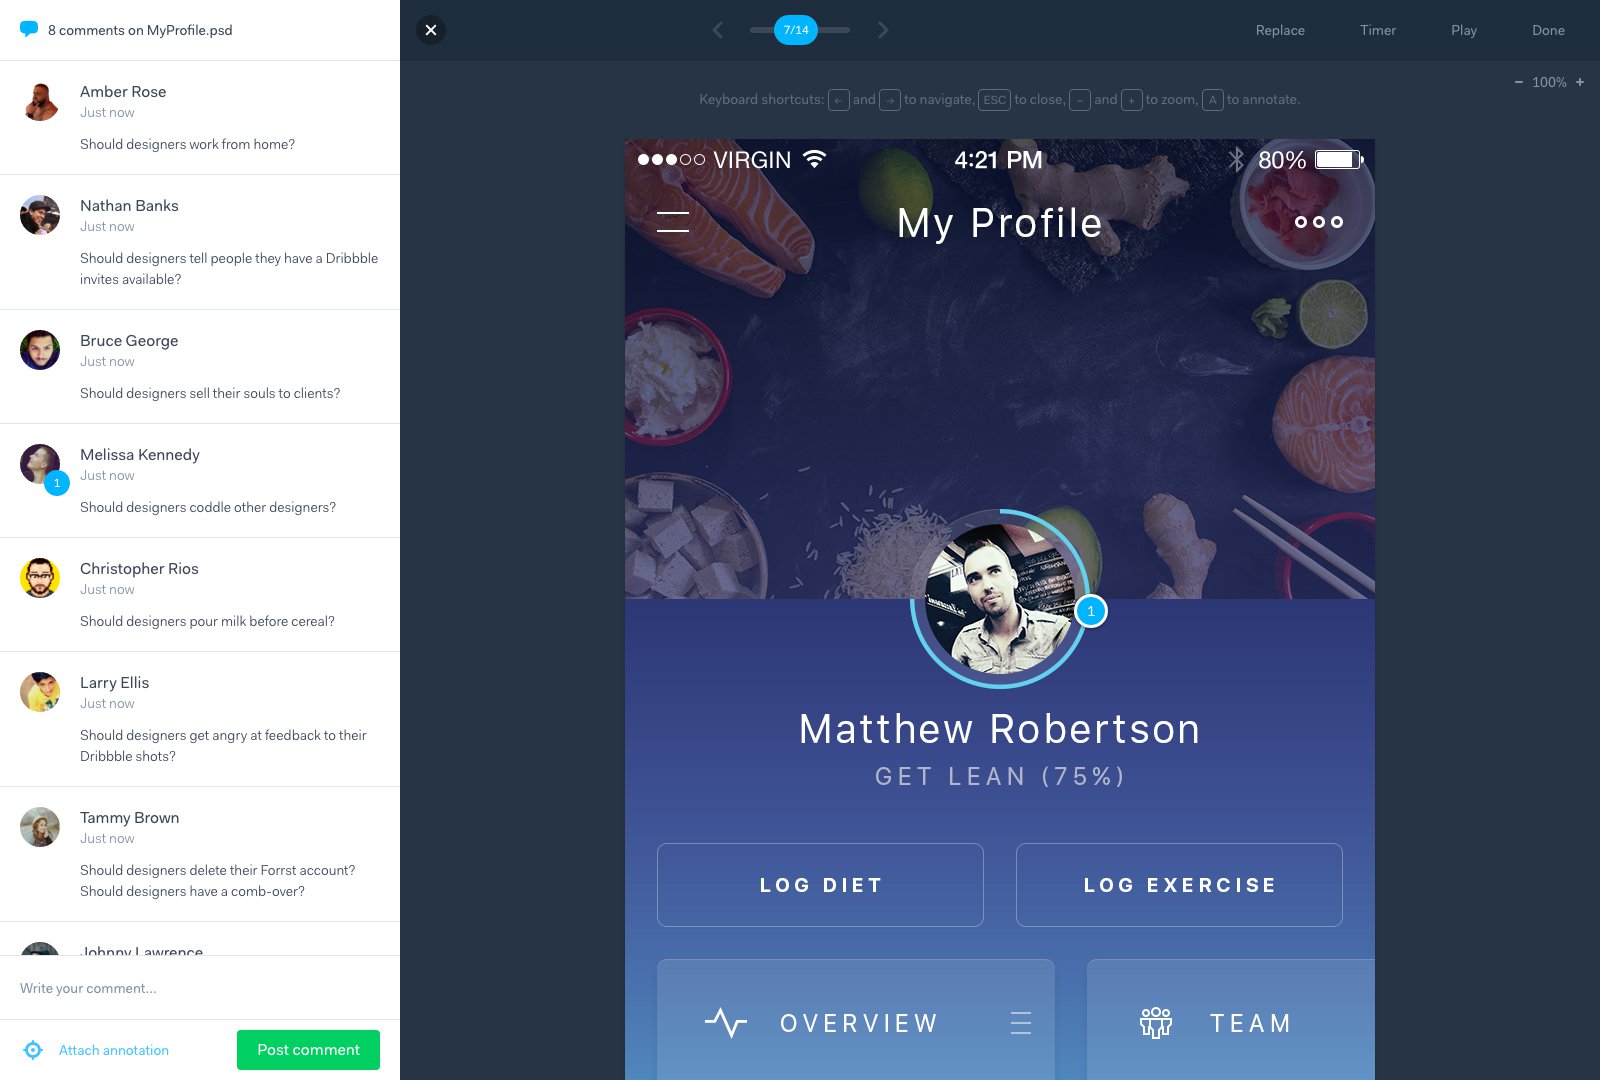 8 comments on MyProfile.psd
Amber Rose
Just now
Should designers work from home?
Nathan Banks
Just now
Should designers tell people they have a Dribbble
invites available?
Bruce George
Just now
Should designers sell their souls to clients?
Melissa Kennedy
Just now
1
Should designers coddle other designers?
Christopher Rios
Just now
Should designers pour milk before cereal?
Larry Ellis
Just now
Should designers get angry at feedback to their
Dribbble shots?
Tammy Brown
Just now
Should designers delete their Forrst account?
Should designers have a comb-over?
Johnny Lawrence
Write your comment...
Attach annotation
Post comment
7/14
Replace
Timer
Play
Done
− 100% +
Keyboard shortcuts: ← and → to navigate, ESC to close, − and + to zoom, A to annotate.
VIRGIN
4:21 PM
80%
My Profile
1
Matthew Robertson
GET LEAN (75%)
LOG DIET
LOG EXERCISE
OVERVIEW
TEAM